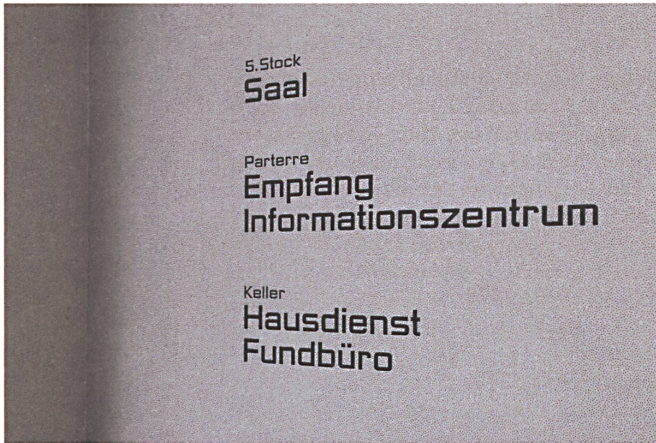 5.Stock
Saal
Parterre
Empfang
Informationszentrum
Keller
Hausdienst
Fundbüro